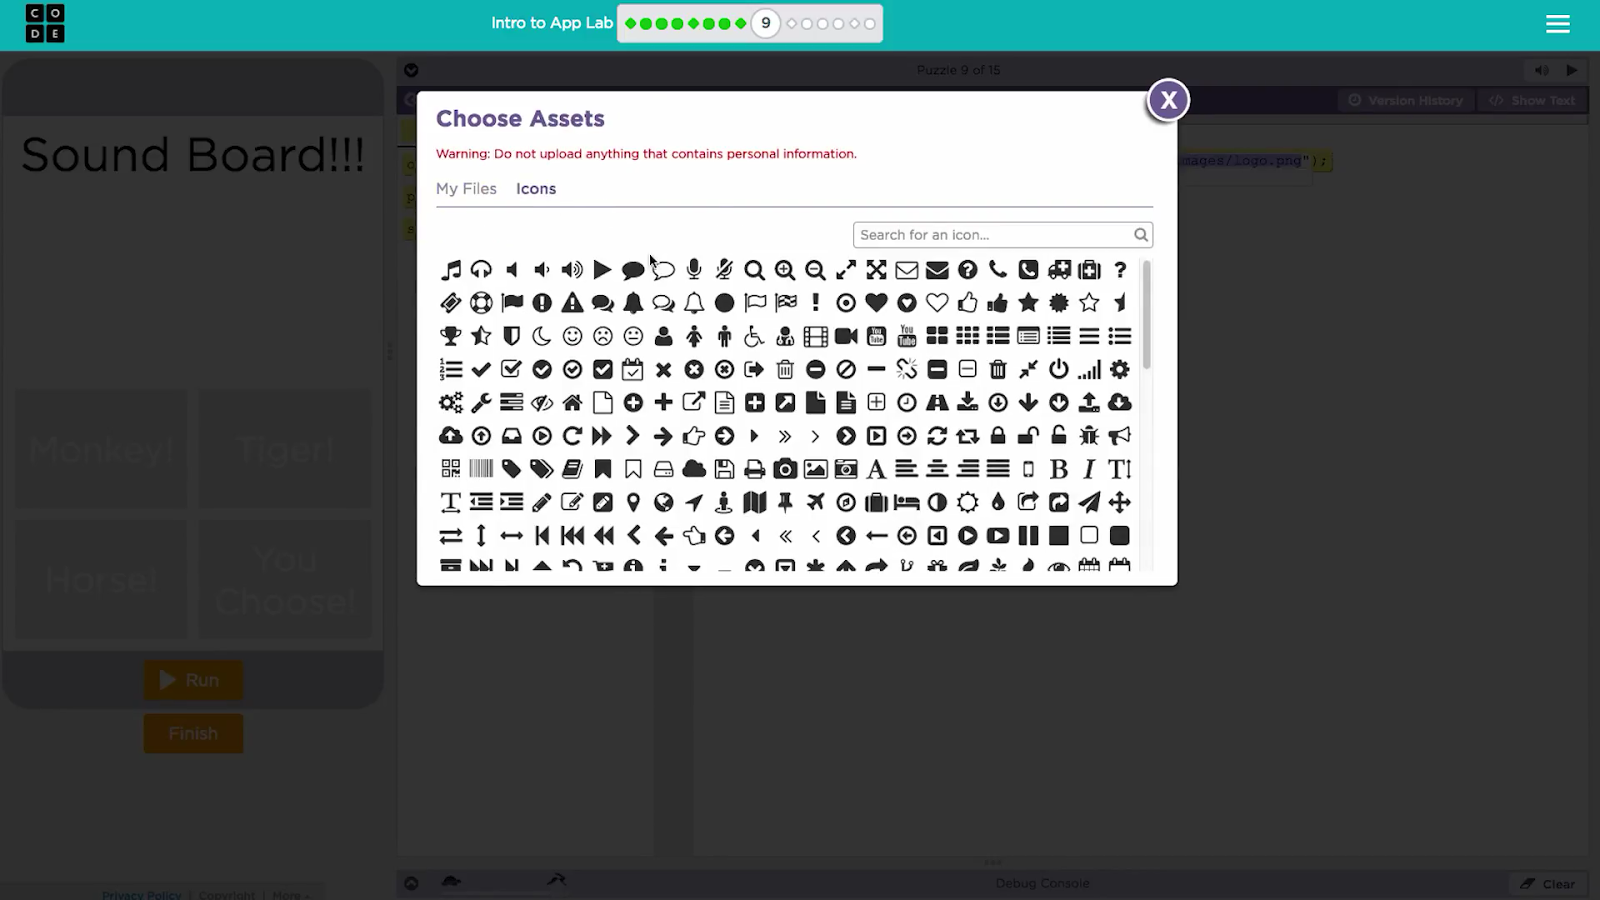 CODE
Intro to App Lab
9
Puzzle 9 of 15
Version History
Show Text
Choose Assets
Warning: Do not upload anything that contains personal information.
My Files
Icons
Search for an icon...
mages/logo.png");
Sound Board!!!
Monkey!
Tiger!
Horse!
You
Choose!
Run
Finish
Privacy Policy | Copyright | More
Debug Console
Clear